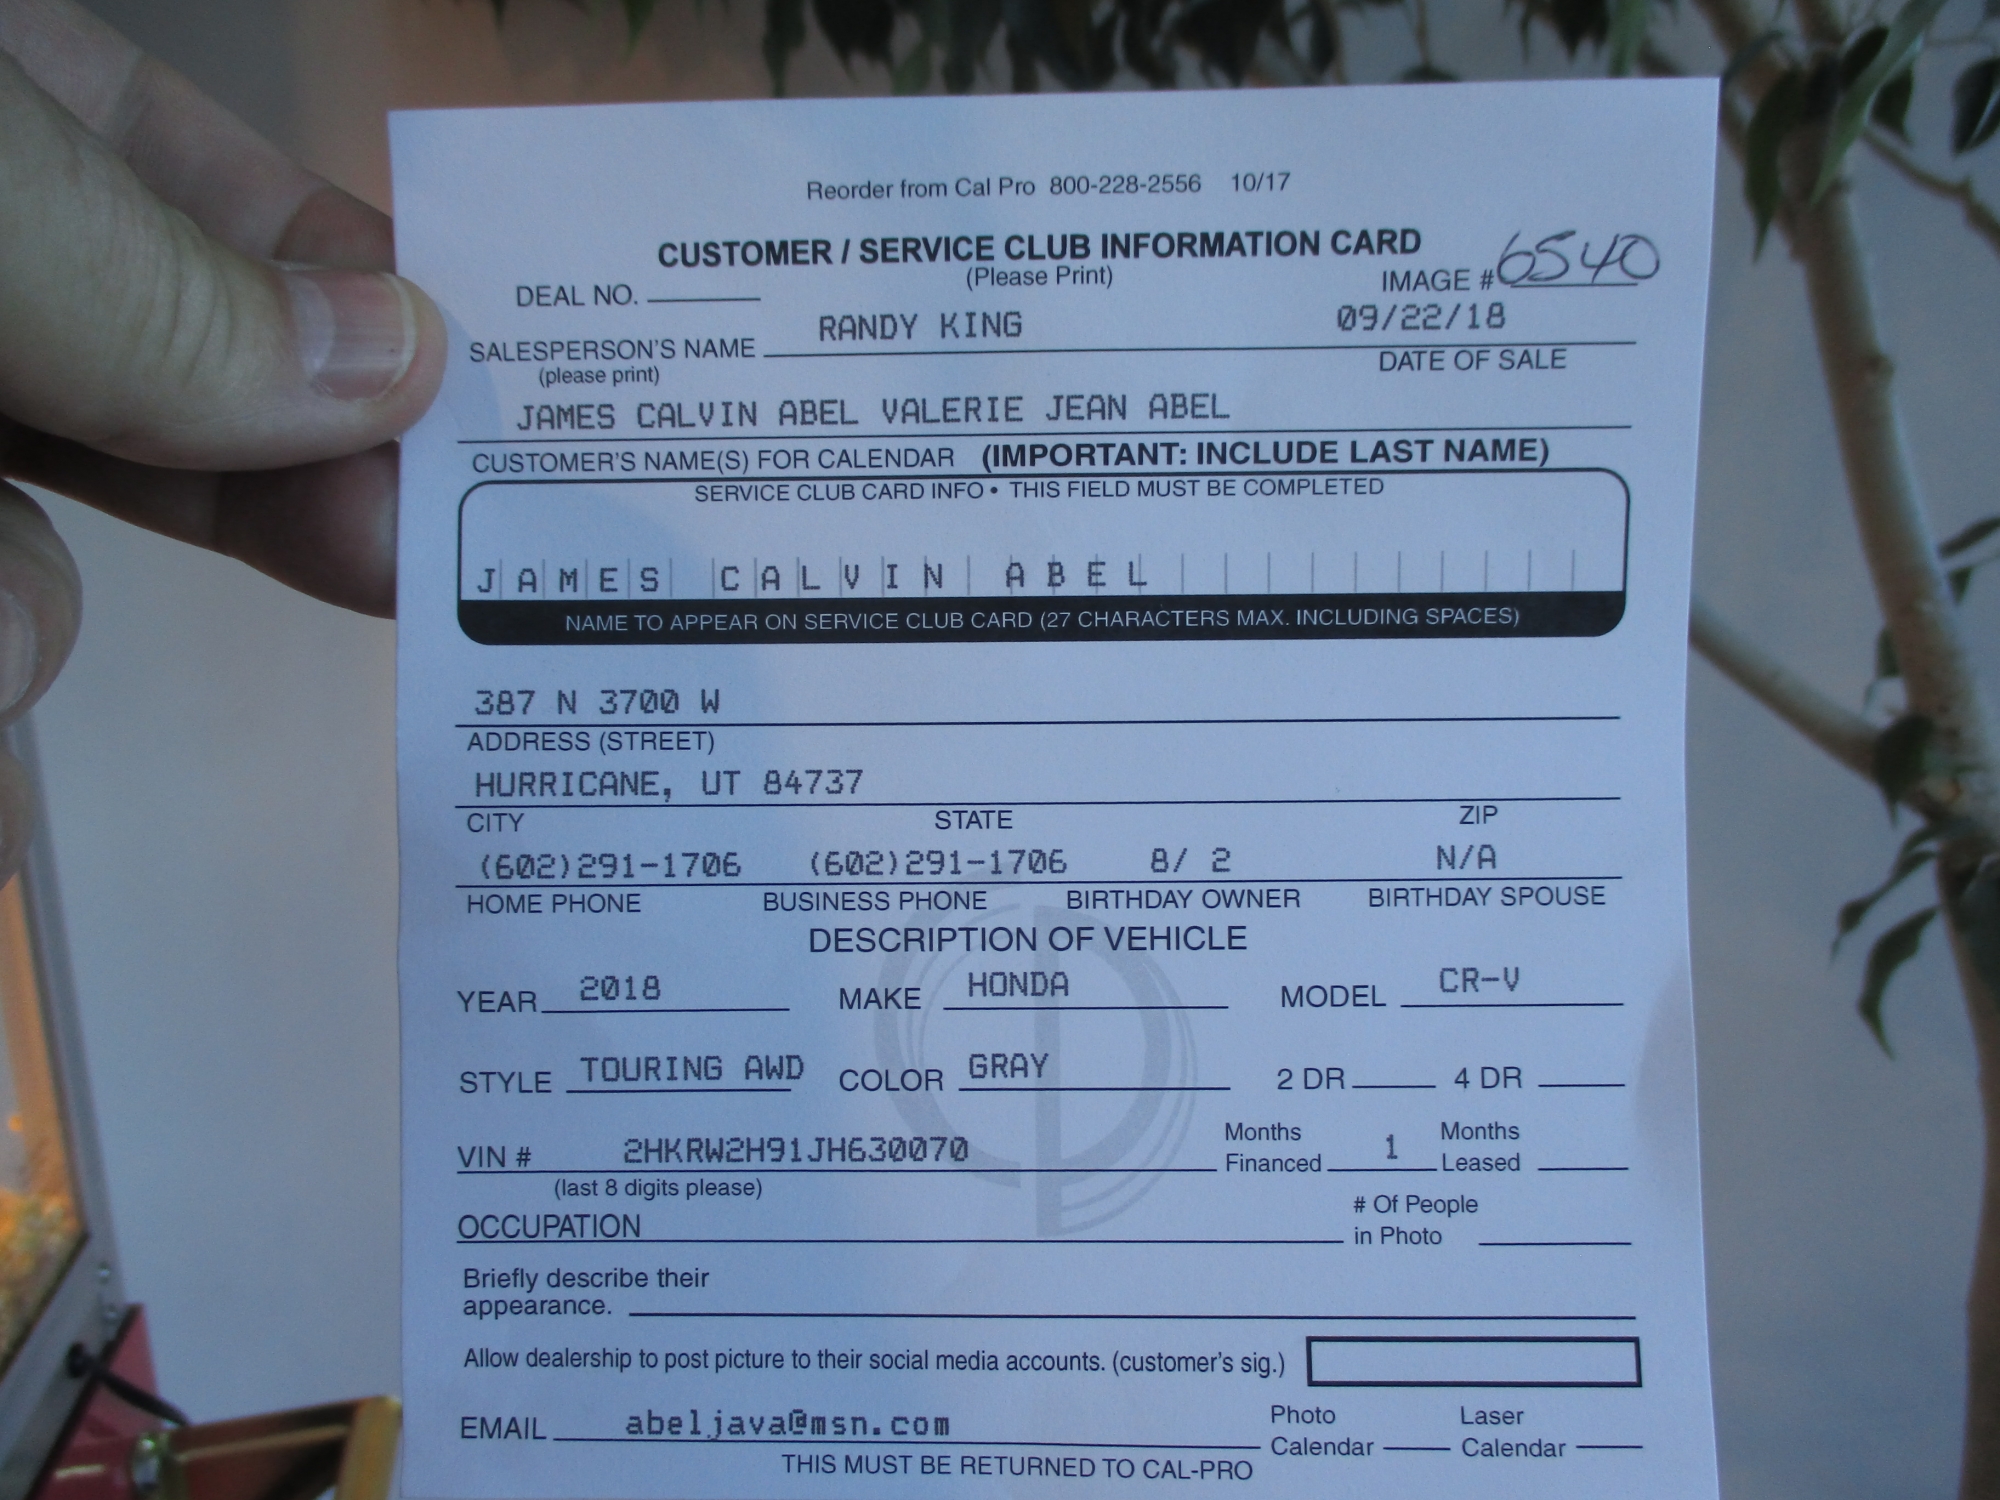 Reorder from Cal Pro 800-228-2556 10/17
CUSTOMER / SERVICE CLUB INFORMATION CARD
(Please Print)
DEAL NO. IMAGE # 6540
SALESPERSON'S NAME RANDY KING 09/22/18
(please print) DATE OF SALE
JAMES CALVIN ABEL VALERIE JEAN ABEL
CUSTOMER'S NAME(S) FOR CALENDAR (IMPORTANT: INCLUDE LAST NAME)
SERVICE CLUB CARD INFO • THIS FIELD MUST BE COMPLETED
JAMES CALVIN ABEL
NAME TO APPEAR ON SERVICE CLUB CARD (27 CHARACTERS MAX. INCLUDING SPACES)
387 N 3700 W
ADDRESS (STREET)
HURRICANE, UT 84737
CITY STATE ZIP
(602)291-1706 (602)291-1706 8/ 2 N/A
HOME PHONE BUSINESS PHONE BIRTHDAY OWNER BIRTHDAY SPOUSE
DESCRIPTION OF VEHICLE
YEAR 2018 MAKE HONDA MODEL CR-V
STYLE TOURING AWD COLOR GRAY 2 DR 4 DR
VIN # 2HKRW2H91JH630070 Months Financed 1 Months Leased
(last 8 digits please)
OCCUPATION # Of People in Photo
Briefly describe their
appearance.
Allow dealership to post picture to their social media accounts. (customer's sig.)
EMAIL abeljava@msn.com Photo Calendar Laser Calendar
THIS MUST BE RETURNED TO CAL-PRO